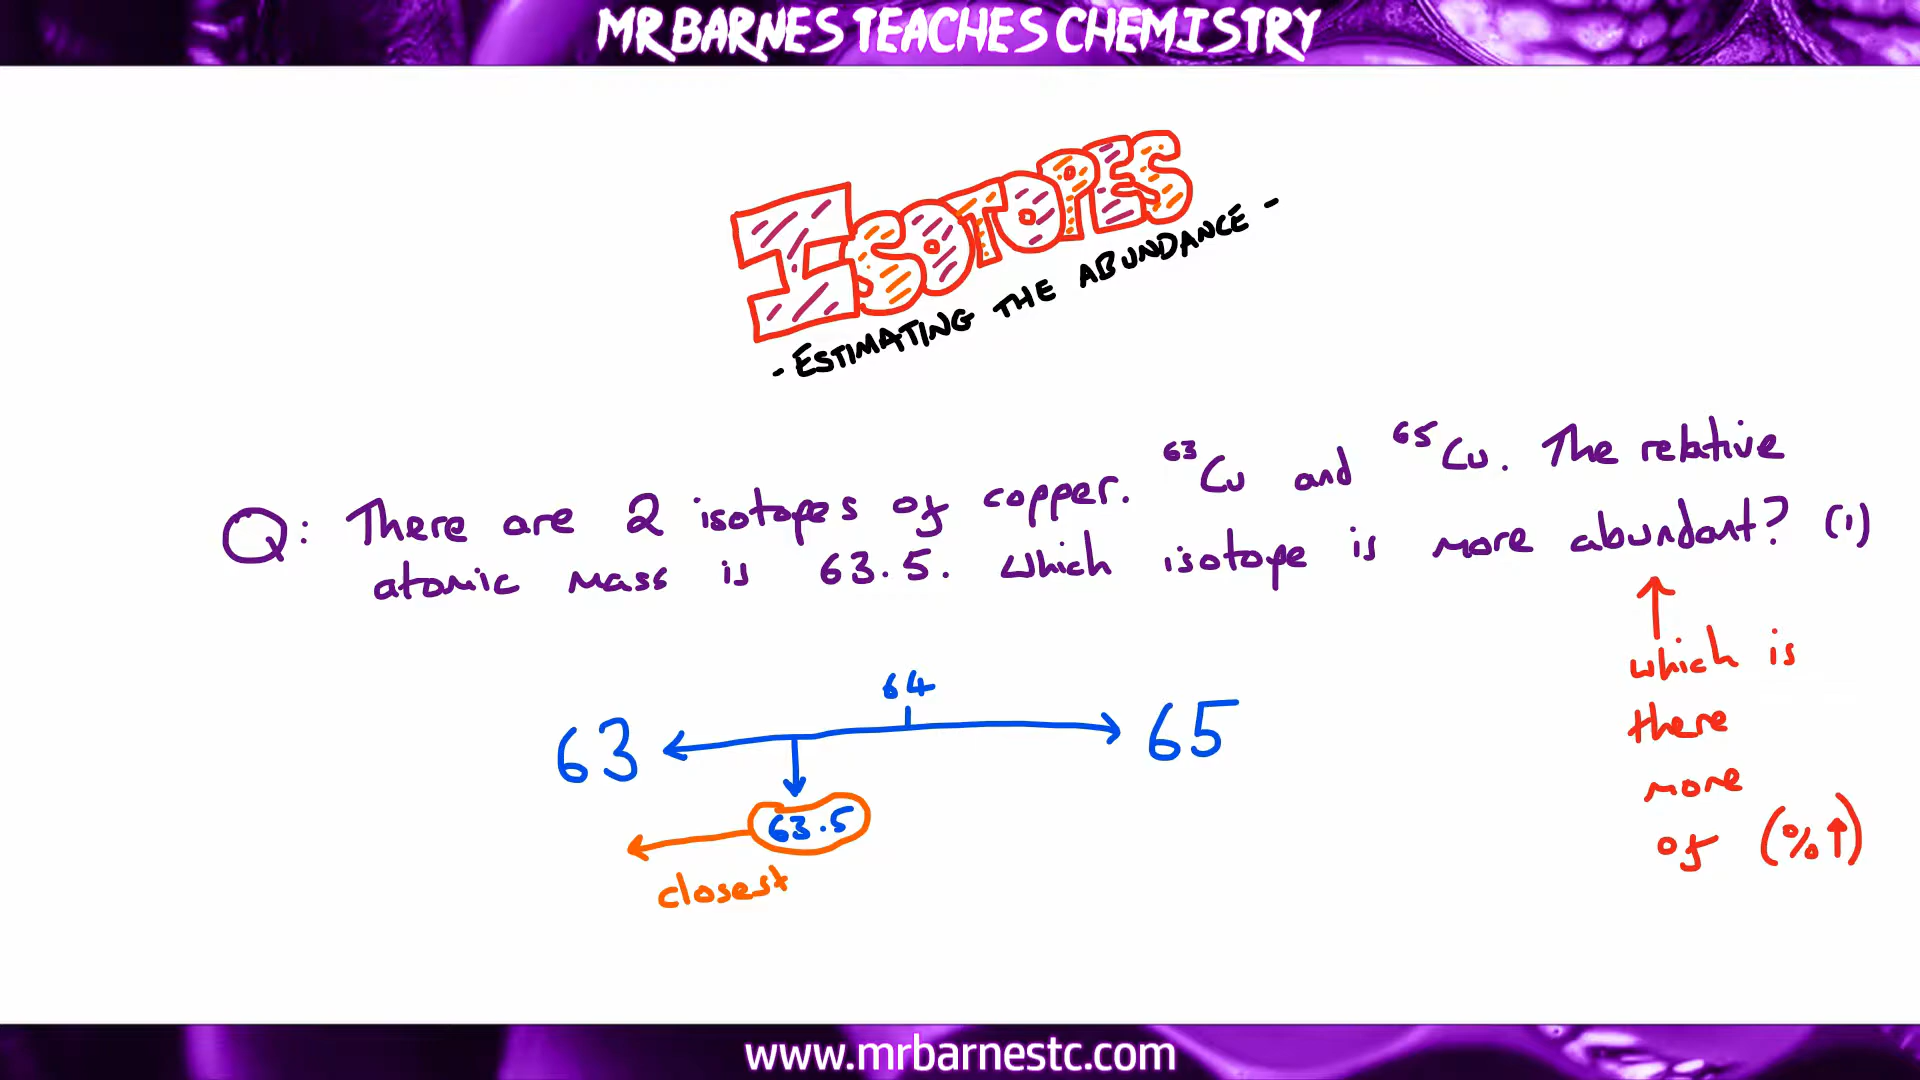 MR BARNES TEACHES CHEMISTRY
ISOTOPES
- ESTIMATING THE ABUNDANCE -
Q: There are 2 isotopes of copper. ⁶³Cu and ⁶⁵Cu. The relative
atomic mass is 63.5. Which isotope is more abundant? (1)
which is
there
more
of (%↑)
64
63
65
63.5
closest
www.mrbarnestc.com